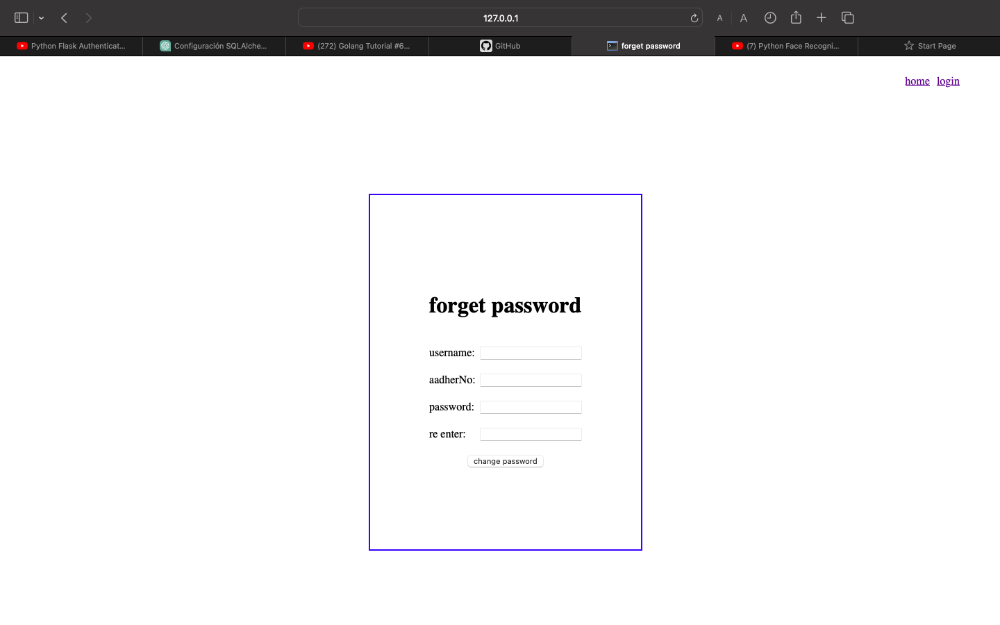 127.0.0.1
A A
Python Flask Authenticat...
Configuración SQLAlche...
(272) Golang Tutorial #6...
GitHub
forget password
(7) Python Face Recogni...
Start Page
home login
forget password
username:
aadherNo:
password:
re enter:
change password